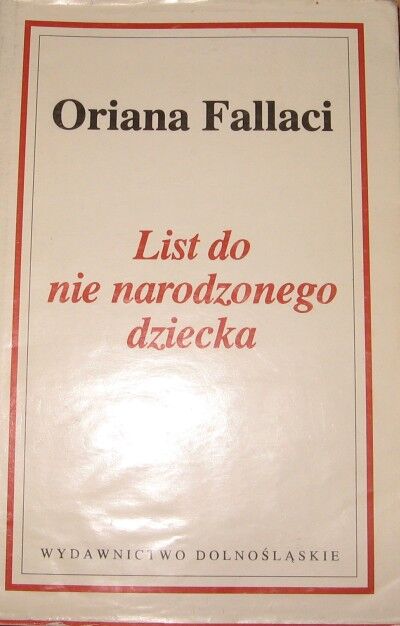 Oriana Fallaci
List do
nie narodzonego
dziecka
WYDAWNICTWO DOLNOŚLĄSKIE